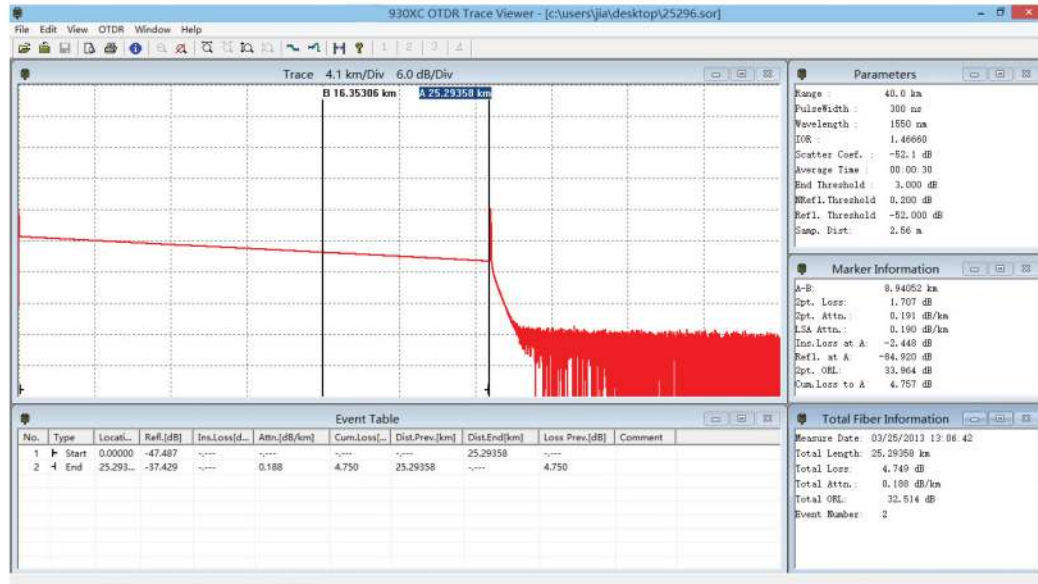 930XC OTDR Trace Viewer - [c:\users\jia\desktop\25296.sor]
File Edit View OTDR Window Help
1 2 3 4
Trace 4.1 km/Div 6.0 dB/Div
B 16.35306 km A 25.29358 km
Parameters
Range : 40.0 km
PulseWidth : 300 ns
Wavelength : 1550 nm
IOR : 1.46660
Scatter Coef. : -52.1 dB
Average Time : 00:00:30
End Threshold : 3.000 dB
NRefl.Threshold 0.200 dB
Refl. Threshold -52.000 dB
Samp. Dist: 2.56 m
Marker Information
A-B: 8.94052 km
2pt. Loss: 1.707 dB
2pt. Attn.: 0.191 dB/km
LSA Attn.: 0.190 dB/km
Ins.Loss at A: -2.448 dB
Refl. at A: -84.920 dB
2pt. ORL: 33.964 dB
Cum.Loss to A 4.757 dB
Event Table
No. Type Locati... Refl.[dB] Ins.Loss[d... Attn.[dB/km] Cum.Loss[... Dist.Prev.[km] Dist.End[km] Loss Prev.[dB] Comment
1 Start 0.00000 -47.487 -.--- -.--- -.--- -.--- 25.29358 -.---
2 End 25.293... -37.429 -.--- 0.188 4.750 25.29358 -.--- 4.750
Total Fiber Information
Measure Date: 03/25/2013 13:06:42
Total Length: 25.29358 km
Total Loss: 4.749 dB
Total Attn.: 0.188 dB/km
Total ORL: 32.514 dB
Event Number: 2